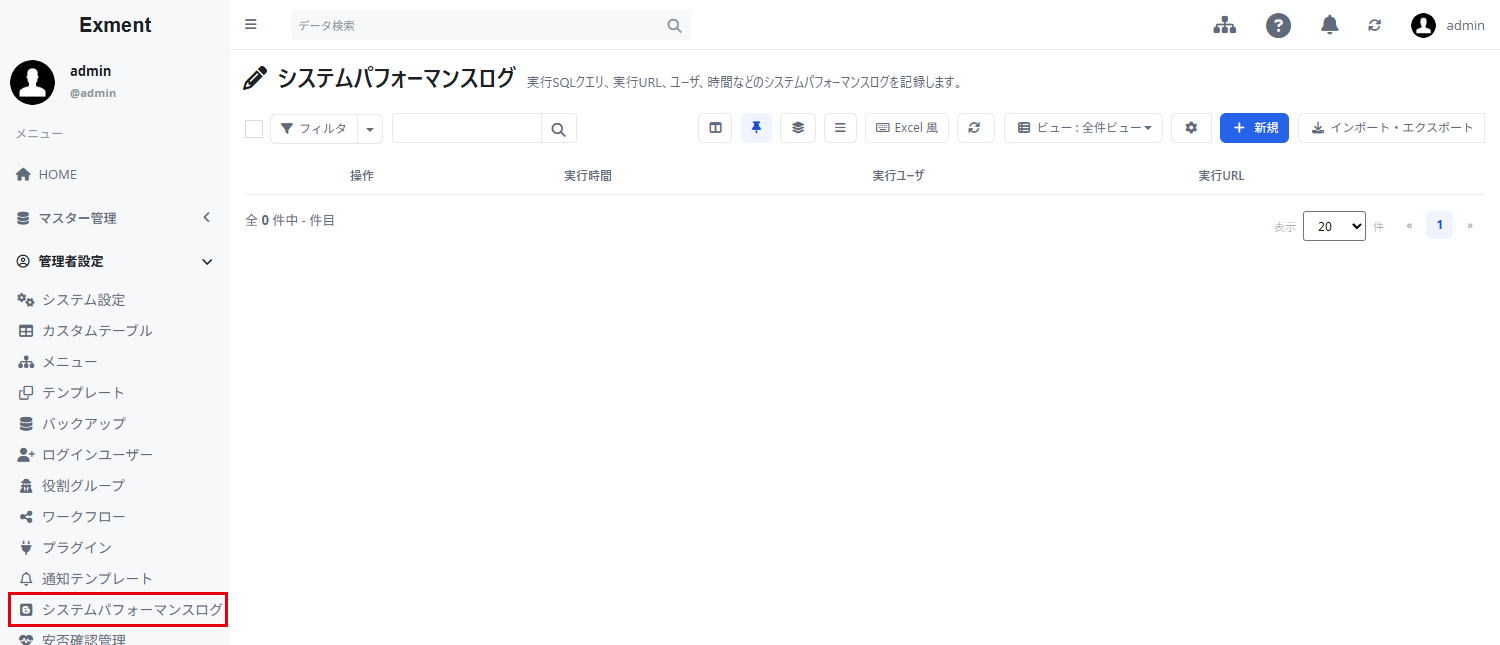 Exment
データ検索
admin
admin
@admin
メニュー
HOME
マスター管理
管理者設定
システム設定
カスタムテーブル
メニュー
テンプレート
バックアップ
ログインユーザー
役割グループ
ワークフロー
プラグイン
通知テンプレート
システムパフォーマンスログ
安否確認管理
システムパフォーマンスログ 実行SQLクエリ、実行URL、ユーザ、時間などのシステムパフォーマンスログを記録します。
フィルタ Excel 風 ビュー : 全件ビュー + 新規 インポート・エクスポート
操作 実行時間 実行ユーザ 実行URL
全 0 件中 - 件目
表示 20 件 « 1 »